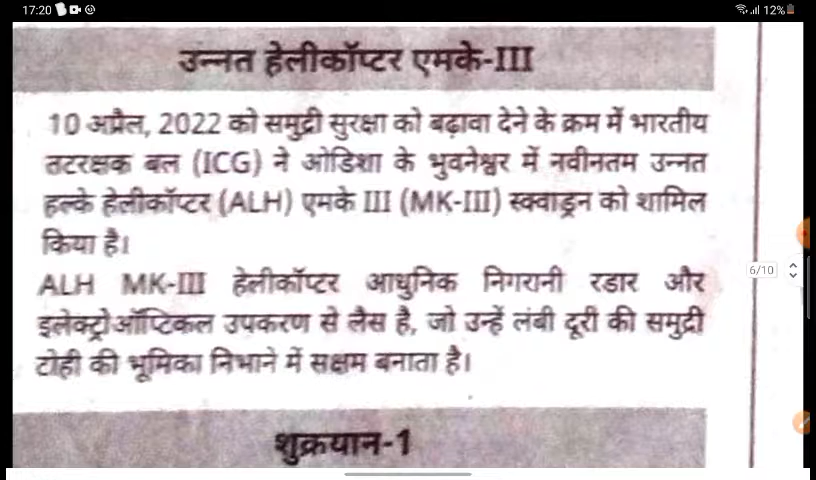 17:20
12%
उन्नत हेलीकॉप्टर एमके-III
10 अप्रैल, 2022 को समुद्री सुरक्षा को बढ़ावा देने के क्रम में भारतीय
तटरक्षक बल (ICG) ने ओडिशा के भुवनेश्वर में नवीनतम उन्नत
हल्के हेलीकॉप्टर (ALH) एमके III (MK-III) स्क्वाड्रन को शामिल
किया है।
ALH MK-III हेलीकॉप्टर आधुनिक निगरानी रडार और
इलेक्ट्रोऑप्टिकल उपकरण से लैस है, जो उन्हें लंबी दूरी की समुद्री
टोही की भूमिका निभाने में सक्षम बनाता है।
6/10
शुक्रयान-1